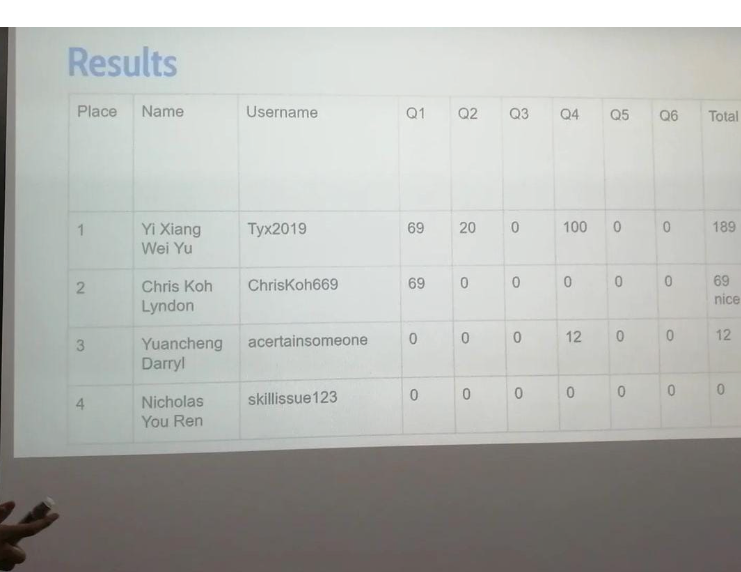 Results
Place Name Username Q1 Q2 Q3 Q4 Q5 Q6 Total
1 Yi Xiang Tyx2019 69 20 0 100 0 0 189
Wei Yu
2 Chris Koh ChrisKoh669 69 0 0 0 0 0 69
Lyndon nice
3 Yuancheng acertainsomeone 0 0 0 12 0 0 12
Darryl
4 Nicholas skillissue123 0 0 0 0 0 0 0
You Ren